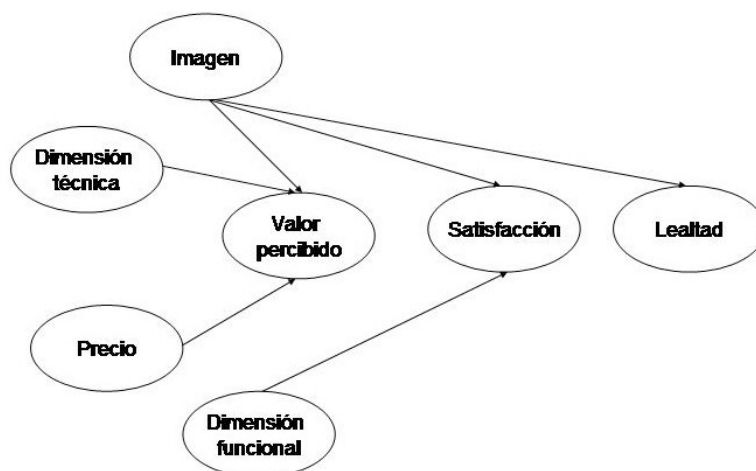 Imagen
Dimensión
técnica
Valor
percibido
Satisfacción
Lealtad
Precio
Dimensión
funcional